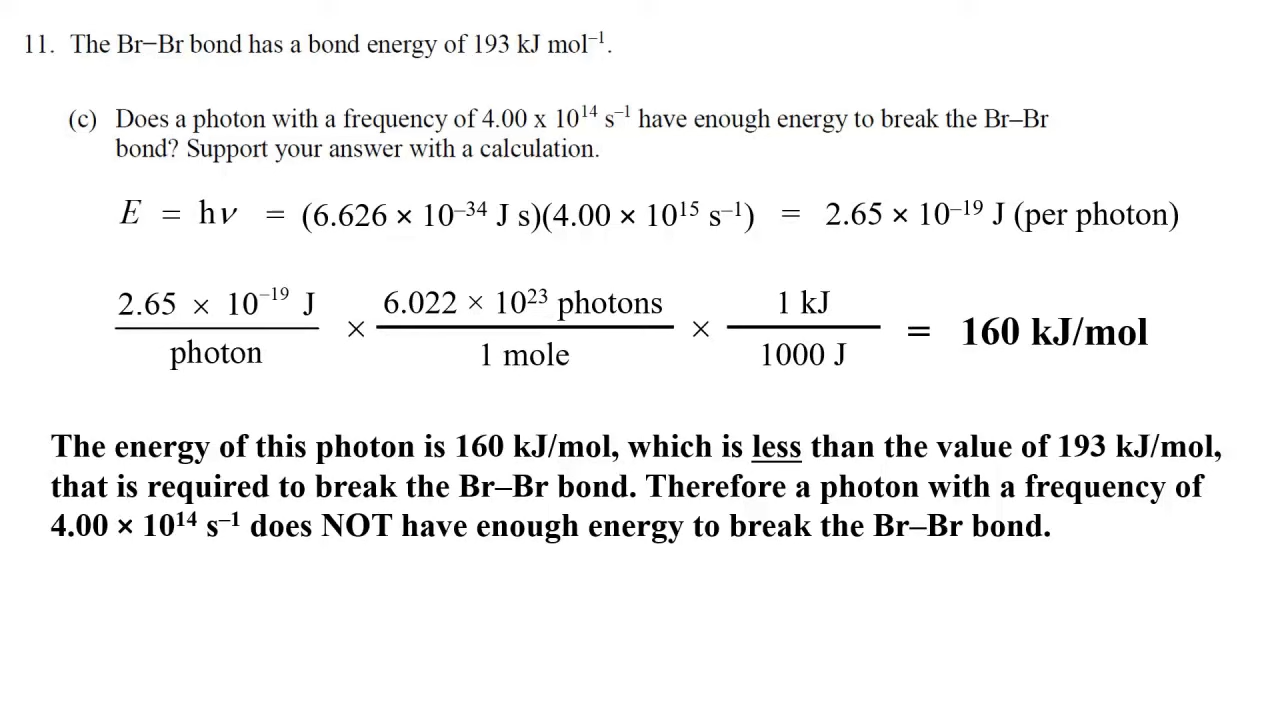 11. The Br−Br bond has a bond energy of 193 kJ mol⁻¹.
(c) Does a photon with a frequency of 4.00 x 10¹⁴ s⁻¹ have enough energy to break the Br–Br
bond? Support your answer with a calculation.
E = hν = (6.626 × 10⁻³⁴ J s)(4.00 × 10¹⁵ s⁻¹) = 2.65 × 10⁻¹⁹ J (per photon)
2.65 × 10⁻¹⁹ J 6.022 × 10²³ photons 1 kJ
× × = 160 kJ/mol
photon 1 mole 1000 J
The energy of this photon is 160 kJ/mol, which is less than the value of 193 kJ/mol,
that is required to break the Br–Br bond. Therefore a photon with a frequency of
4.00 × 10¹⁴ s⁻¹ does NOT have enough energy to break the Br–Br bond.